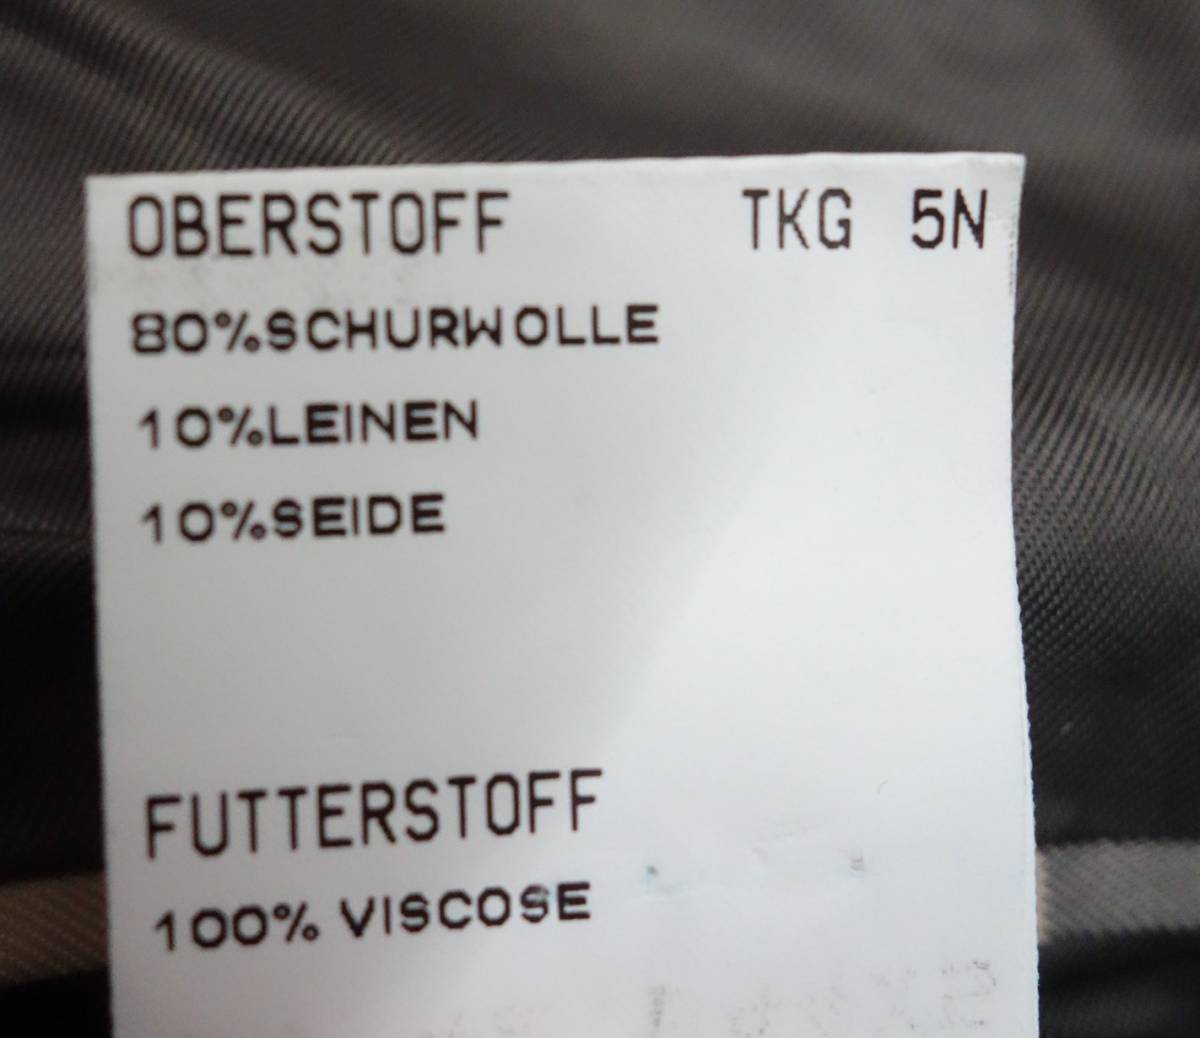 OBERSTOFF TKG 5N
80%SCHURWOLLE
10%LEINEN
10%SEIDE
FUTTERSTOFF
100% VISCOSE